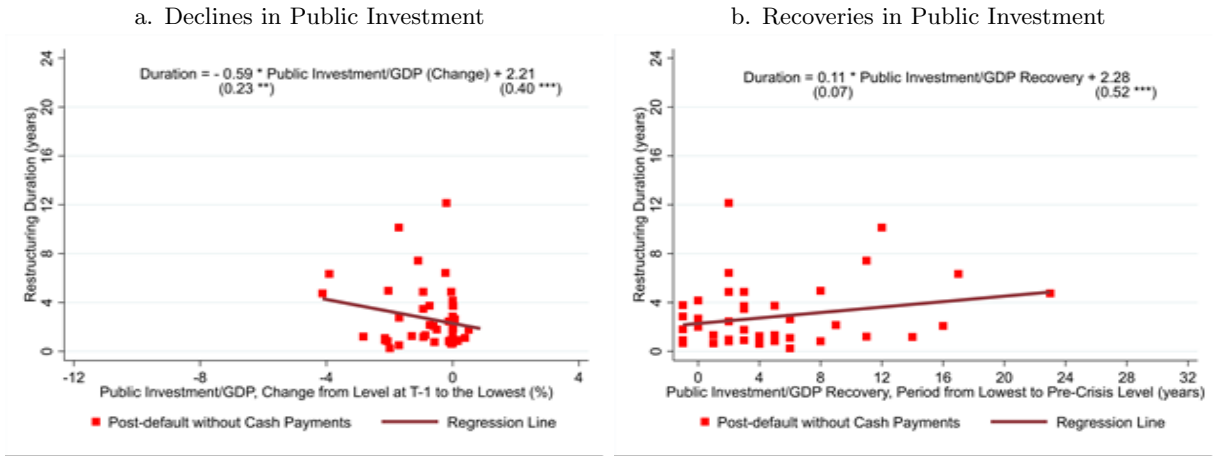 a. Declines in Public Investment
24
20
16
12
8
4
0
Restructuring Duration (years)
Duration = - 0.59 * Public Investment/GDP (Change) + 2.21
(0.23 **) (0.40 ***)
-12 -8 -4 0 4
Public Investment/GDP, Change from Level at T-1 to the Lowest (%)
Post-default without Cash Payments Regression Line
b. Recoveries in Public Investment
24
20
16
12
8
4
0
Restructuring Duration (years)
Duration = 0.11 * Public Investment/GDP Recovery + 2.28
(0.07) (0.52 ***)
0 4 8 12 16 20 24 28 32
Public Investment/GDP Recovery, Period from Lowest to Pre-Crisis Level (years)
Post-default without Cash Payments Regression Line